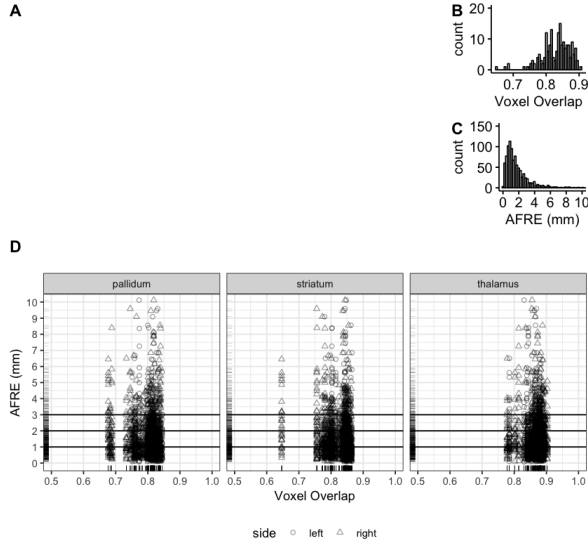 A
B
20
10
0
count
0.7 0.8 0.9
Voxel Overlap
C
150
100
50
0
count
0 2 4 6 8 10
AFRE (mm)
D
pallidum striatum thalamus
AFRE (mm)
10
9
8
7
6
5
4
3
2
1
0
0.5 0.6 0.7 0.8 0.9 1.0 0.5 0.6 0.7 0.8 0.9 1.0 0.5 0.6 0.7 0.8 0.9 1.0
Voxel Overlap
side left right